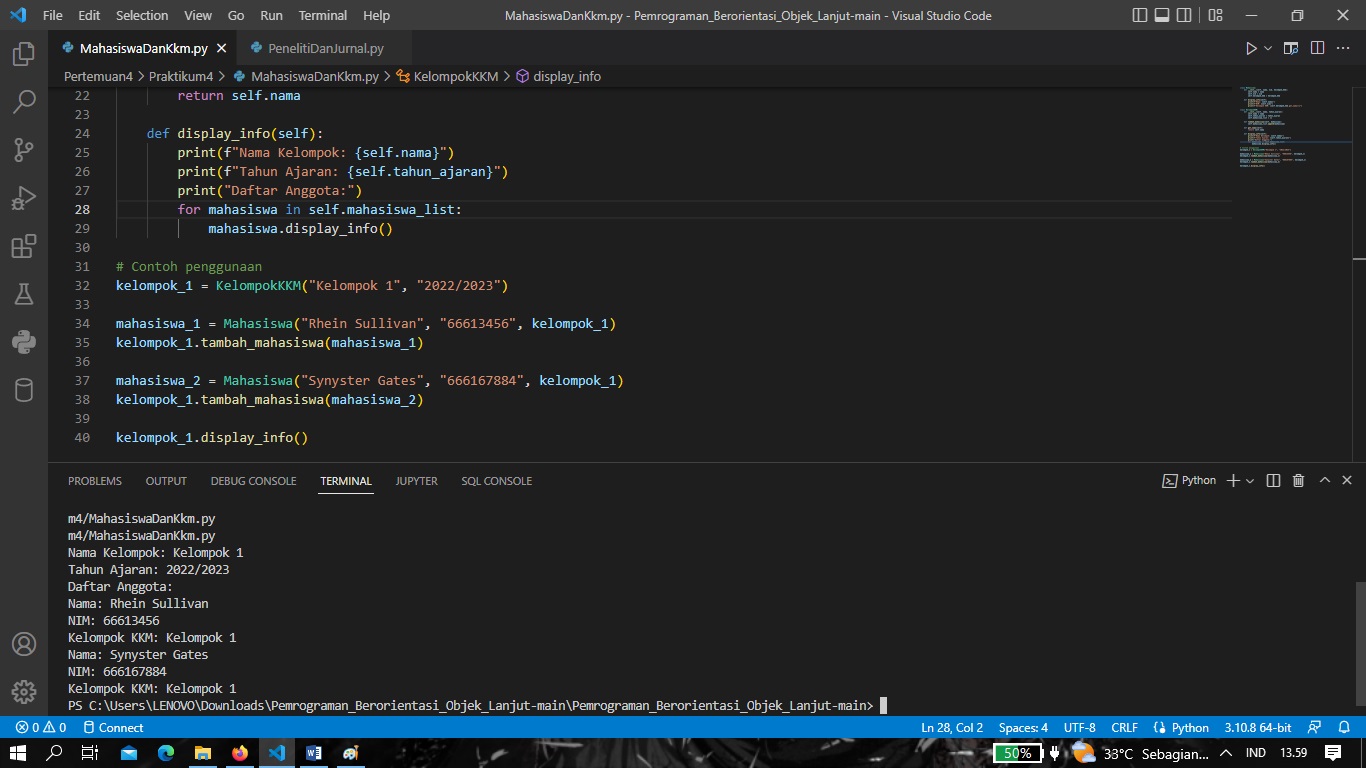 File Edit Selection View Go Run Terminal Help MahasiswaDanKkm.py - Pemrograman_Berorientasi_Objek_Lanjut-main - Visual Studio Code
MahasiswaDanKkm.py PenelitiDanJurnal.py
Pertemuan4 > Praktikum4 > MahasiswaDanKkm.py > KelompokKKM > display_info
22 return self.nama
23
24 def display_info(self):
25 print(f"Nama Kelompok: {self.nama}")
26 print(f"Tahun Ajaran: {self.tahun_ajaran}")
27 print("Daftar Anggota:")
28 for mahasiswa in self.mahasiswa_list:
29 mahasiswa.display_info()
30
31 # Contoh penggunaan
32 kelompok_1 = KelompokKKM("Kelompok 1", "2022/2023")
33
34 mahasiswa_1 = Mahasiswa("Rhein Sullivan", "66613456", kelompok_1)
35 kelompok_1.tambah_mahasiswa(mahasiswa_1)
36
37 mahasiswa_2 = Mahasiswa("Synyster Gates", "666167884", kelompok_1)
38 kelompok_1.tambah_mahasiswa(mahasiswa_2)
39
40 kelompok_1.display_info()
PROBLEMS OUTPUT DEBUG CONSOLE TERMINAL JUPYTER SQL CONSOLE Python
m4/MahasiswaDanKkm.py
m4/MahasiswaDanKkm.py
Nama Kelompok: Kelompok 1
Tahun Ajaran: 2022/2023
Daftar Anggota:
Nama: Rhein Sullivan
NIM: 66613456
Kelompok KKM: Kelompok 1
Nama: Synyster Gates
NIM: 666167884
Kelompok KKM: Kelompok 1
PS C:\Users\LENOVO\Downloads\Pemrograman_Berorientasi_Objek_Lanjut-main\Pemrograman_Berorientasi_Objek_Lanjut-main>
0 0 Connect Ln 28, Col 2 Spaces: 4 UTF-8 CRLF Python 3.10.8 64-bit
50% 33°C Sebagian... IND 13.59